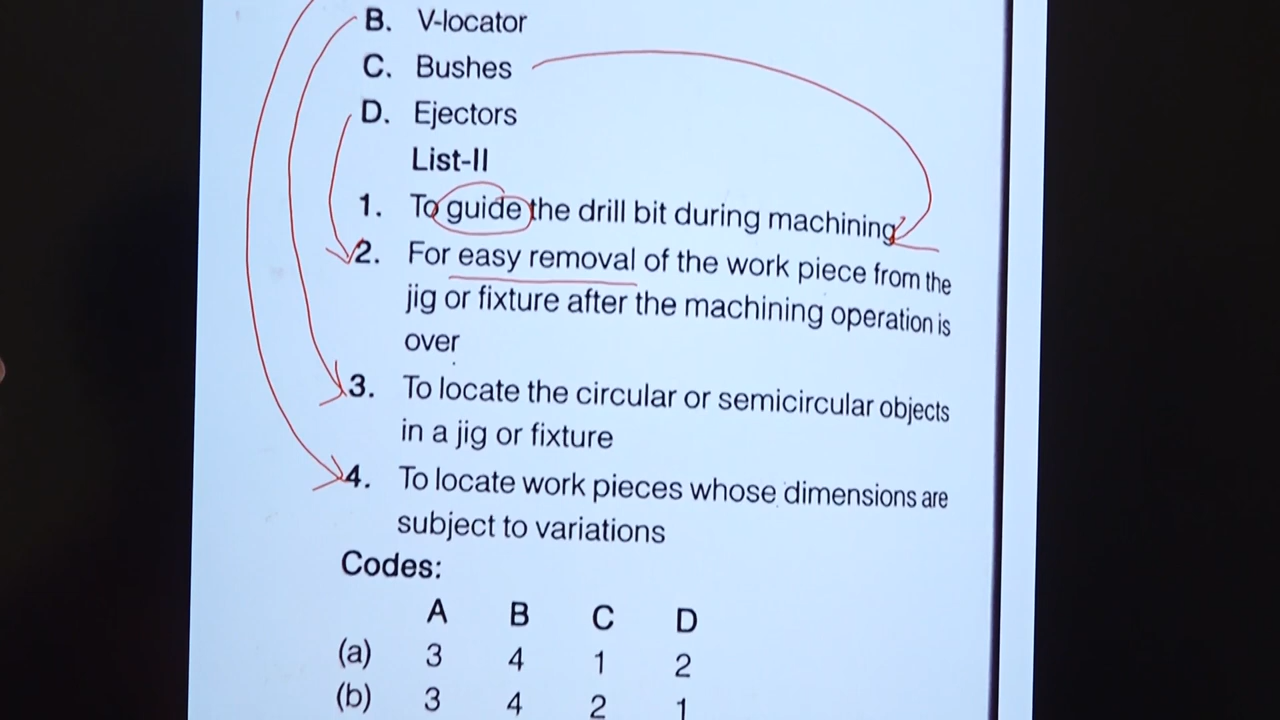 B. V-locator
C. Bushes
D. Ejectors
List-II
1. To guide the drill bit during machining
2. For easy removal of the work piece from the
jig or fixture after the machining operation is
over
3. To locate the circular or semicircular objects
in a jig or fixture
4. To locate work pieces whose dimensions are
subject to variations
Codes:
A B C D
(a) 3 4 1 2
(b) 3 4 2 1